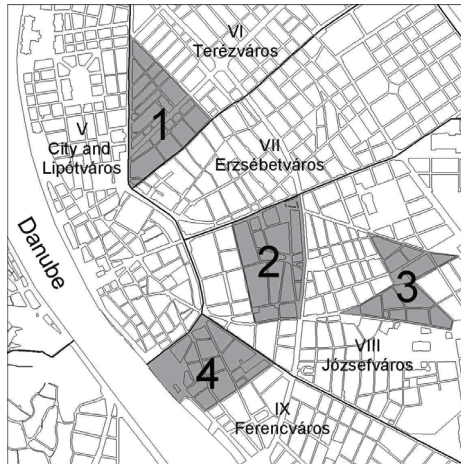 VI
Terézváros
1
V
City and
Lipótváros
VII
Erzsébetváros
Danube
2
3
VIII
Józsefváros
4
IX
Ferencváros